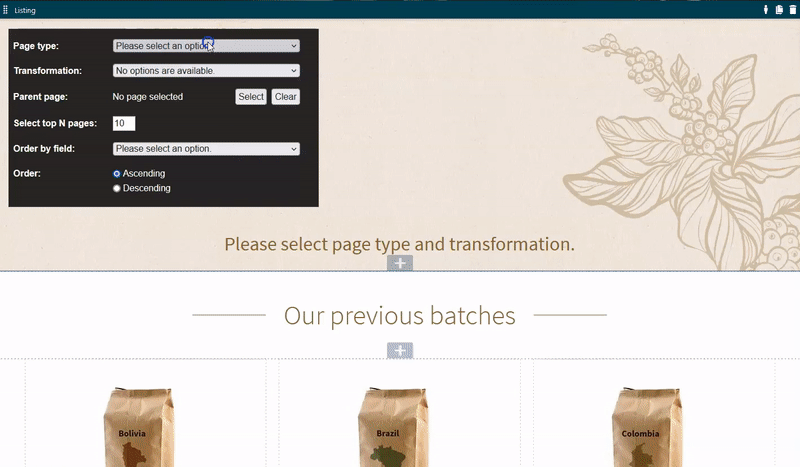 Listing
Page type: Please select an option.
Transformation: No options are available.
Parent page: No page selected Select Clear
Select top N pages: 10
Order by field: Please select an option.
Order: Ascending
Descending
Please select page type and transformation.
Our previous batches
Bolivia Brazil Colombia